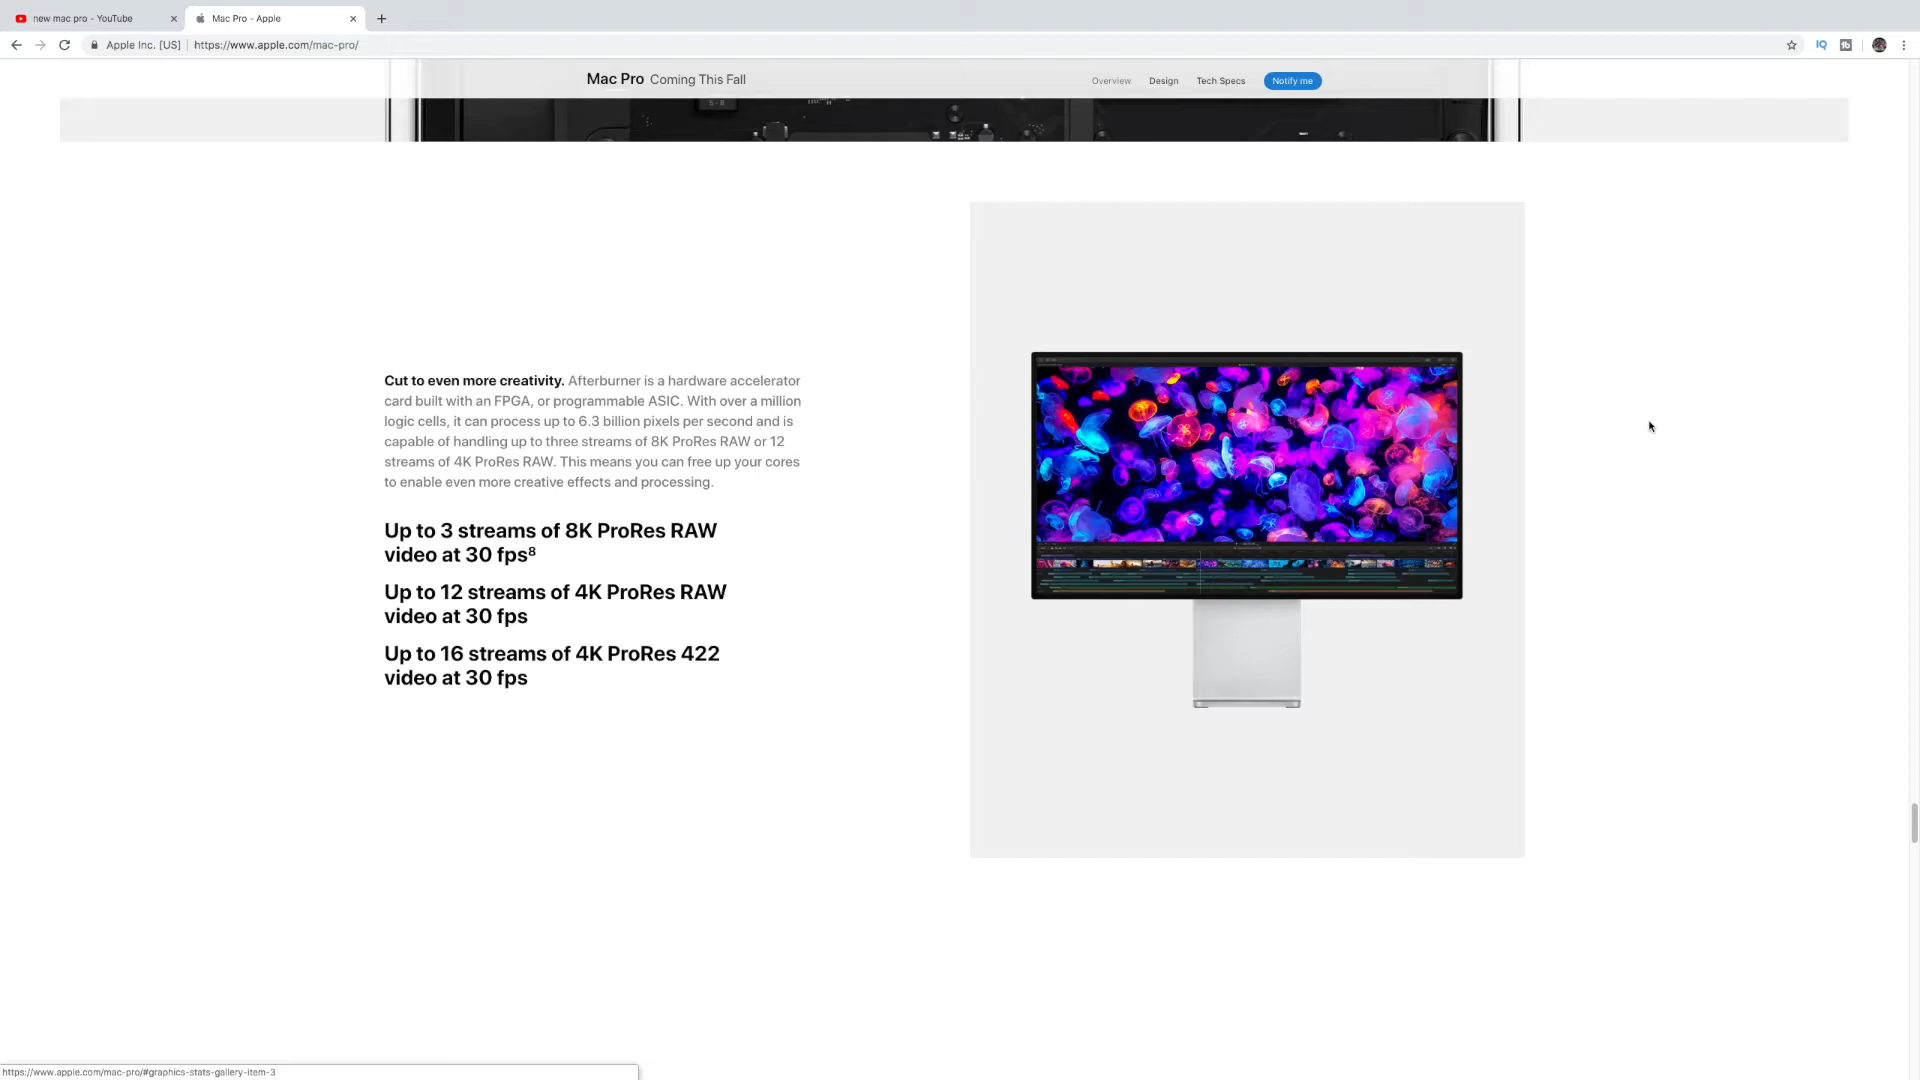 new mac pro - YouTube
Mac Pro - Apple
Apple Inc. [US]
https://www.apple.com/mac-pro/
IQ
Mac Pro Coming This Fall
Overview
Design
Tech Specs
Notify me
5-8
Cut to even more creativity. Afterburner is a hardware accelerator
card built with an FPGA, or programmable ASIC. With over a million
logic cells, it can process up to 6.3 billion pixels per second and is
capable of handling up to three streams of 8K ProRes RAW or 12
streams of 4K ProRes RAW. This means you can free up your cores
to enable even more creative effects and processing.
Up to 3 streams of 8K ProRes RAW
video at 30 fps⁸
Up to 12 streams of 4K ProRes RAW
video at 30 fps
Up to 16 streams of 4K ProRes 422
video at 30 fps
https://www.apple.com/mac-pro/#graphics-stats-gallery-item-3